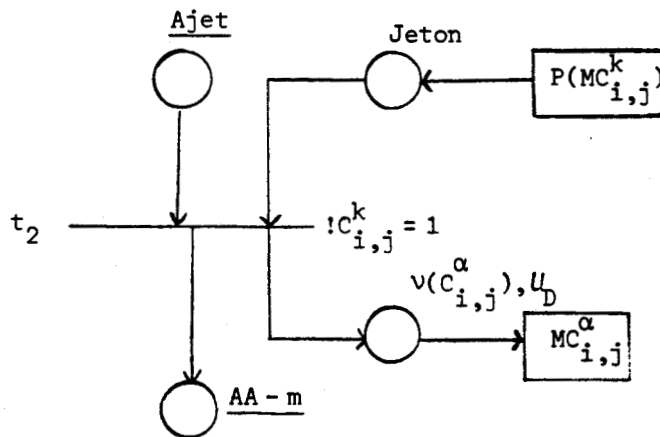 Ajet
Jeton
P(MC^k_{i,j})
t_2
!C^k_{i,j} = 1
ν(C^α_{i,j}), U_D
MC^α_{i,j}
AA - m